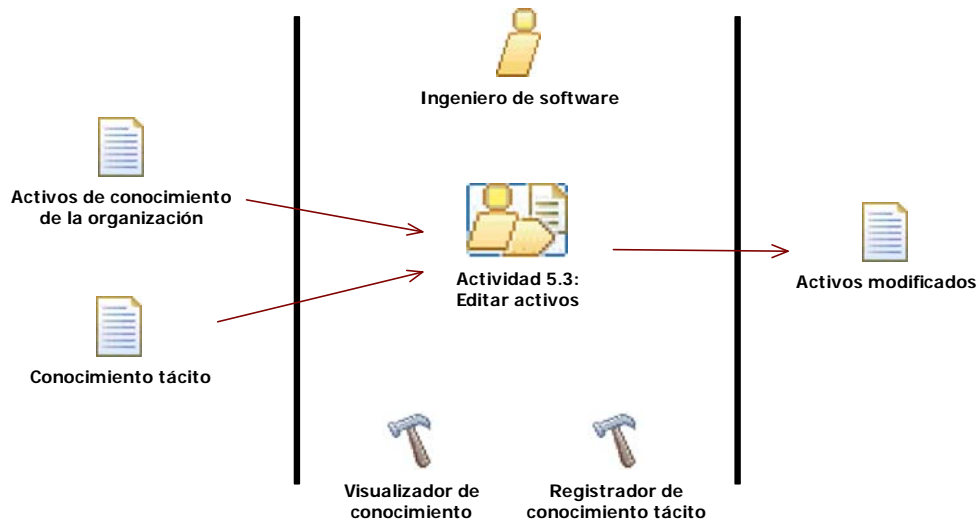 Ingeniero de software
Activos de conocimiento
de la organización
Actividad 5.3:
Editar activos
Activos modificados
Conocimiento tácito
Visualizador de
conocimiento
Registrador de
conocimiento tácito